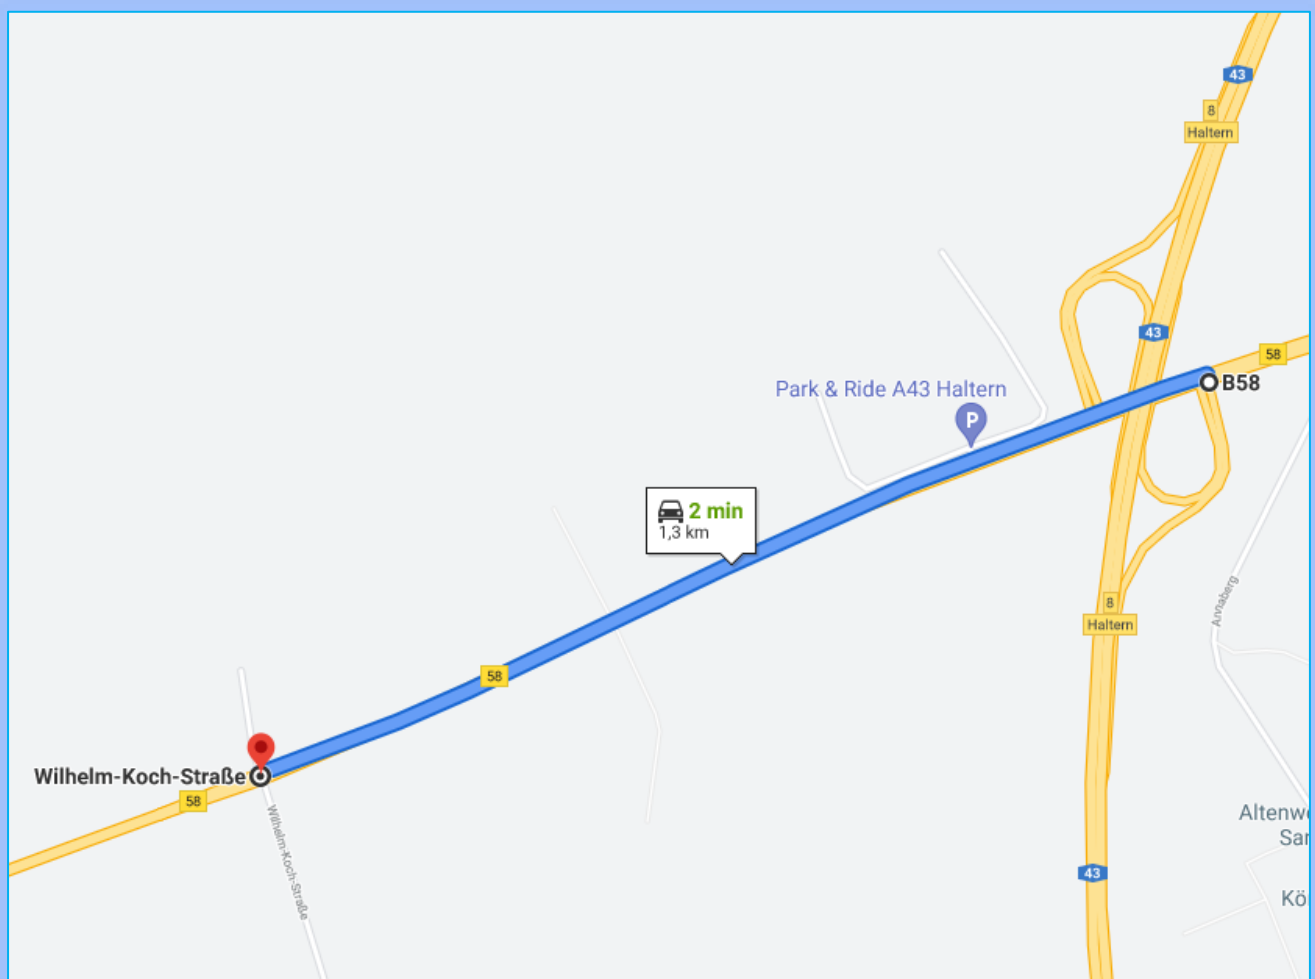 43
8
Haltern
43
58
B58
Park & Ride A43 Haltern
P
2 min
1,3 km
Annaberg
8
Haltern
58
Wilhelm-Koch-Straße
58
Wilhelm-Koch-Straße
Altenw
Sar
43
Kö